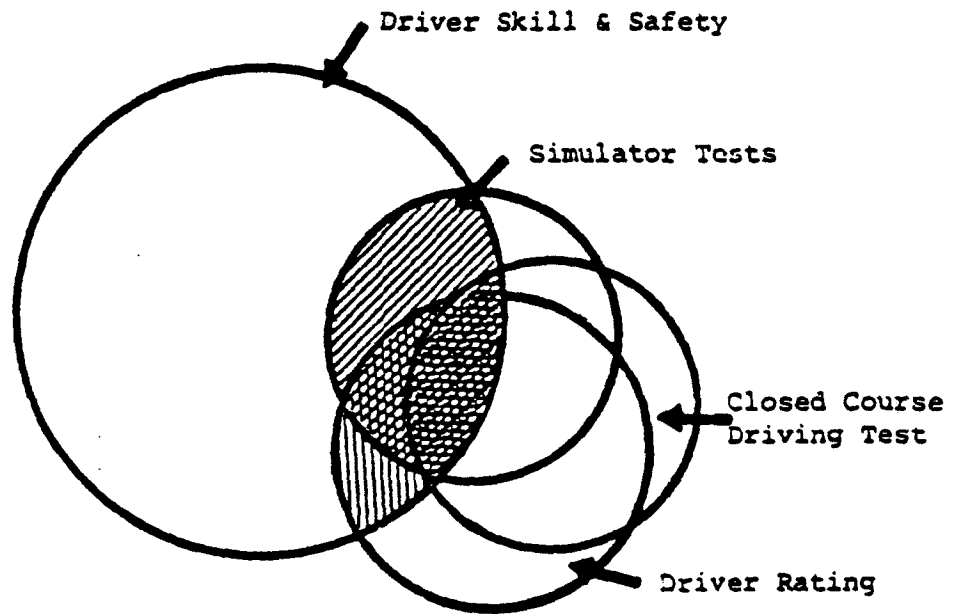 Driver Skill & Safety
Simulator Tests
Closed Course
Driving Test
Driver Rating